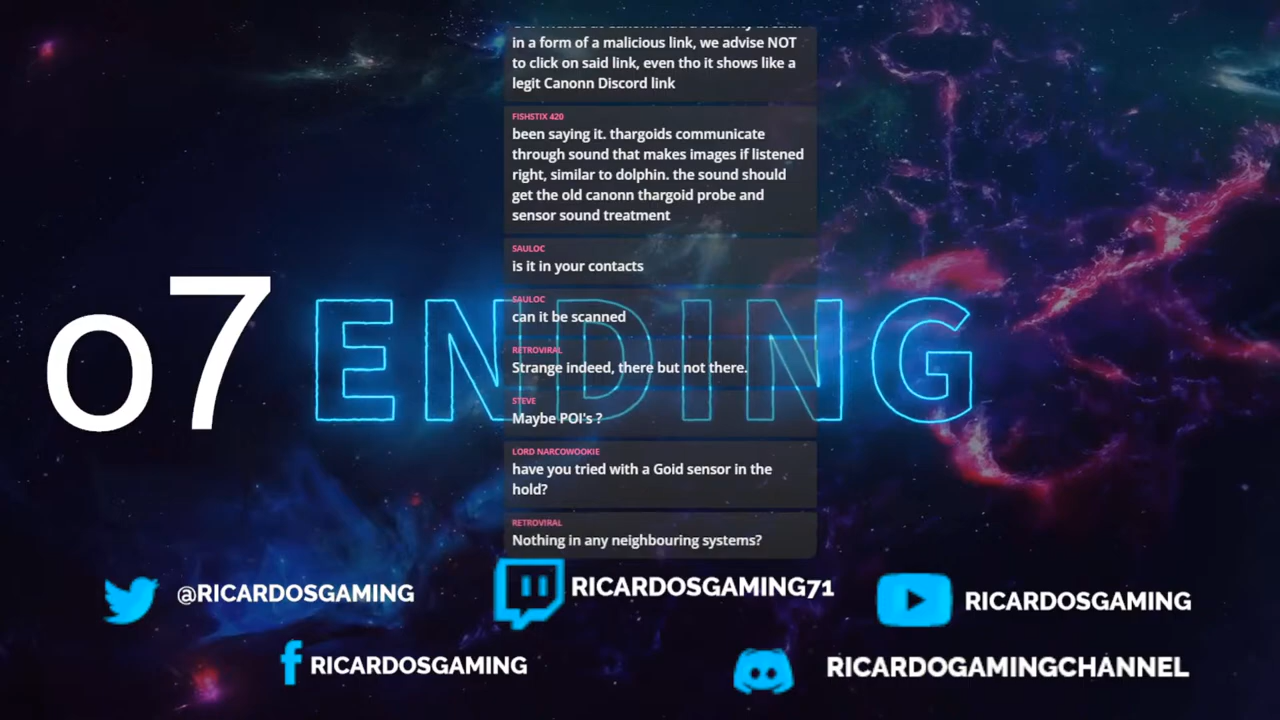 in a form of a malicious link, we advise NOT
to click on said link, even tho it shows like a
legit Canonn Discord link
FISHSTIX 420
been saying it. thargoids communicate
through sound that makes images if listened
right, similar to dolphin. the sound should
get the old canonn thargoid probe and
sensor sound treatment
SAULOC
is it in your contacts
SAULOC
can it be scanned
RETROVIRAL
Strange indeed, there but not there.
STEVE
Maybe POI's ?
LORD NARCOWOOKIE
have you tried with a Goid sensor in the
hold?
RETROVIRAL
Nothing in any neighbouring systems?
o7 ENDING
@RICARDOSGAMING
RICARDOSGAMING71
RICARDOSGAMING
RICARDOSGAMING
RICARDOGAMINGCHANNEL